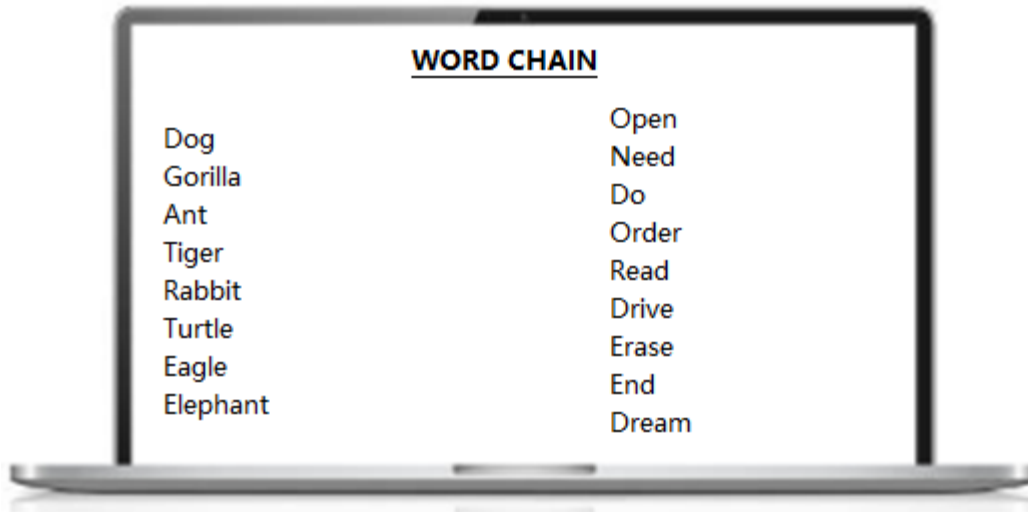 WORD CHAIN
Dog
Gorilla
Ant
Tiger
Rabbit
Turtle
Eagle
Elephant
Open
Need
Do
Order
Read
Drive
Erase
End
Dream